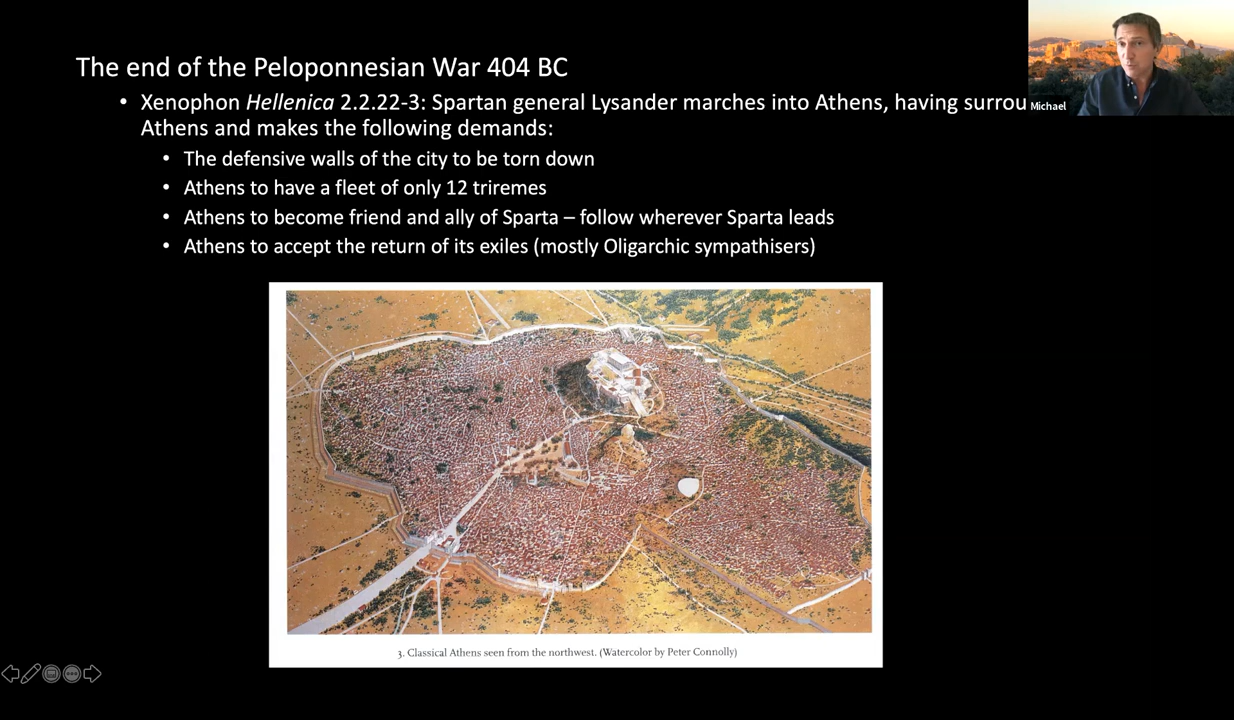 The end of the Peloponnesian War 404 BC
• Xenophon Hellenica 2.2.22-3: Spartan general Lysander marches into Athens, having surrou
Athens and makes the following demands:
• The defensive walls of the city to be torn down
• Athens to have a fleet of only 12 triremes
• Athens to become friend and ally of Sparta – follow wherever Sparta leads
• Athens to accept the return of its exiles (mostly Oligarchic sympathisers)
Michael
3. Classical Athens seen from the northwest. (Watercolor by Peter Connolly)